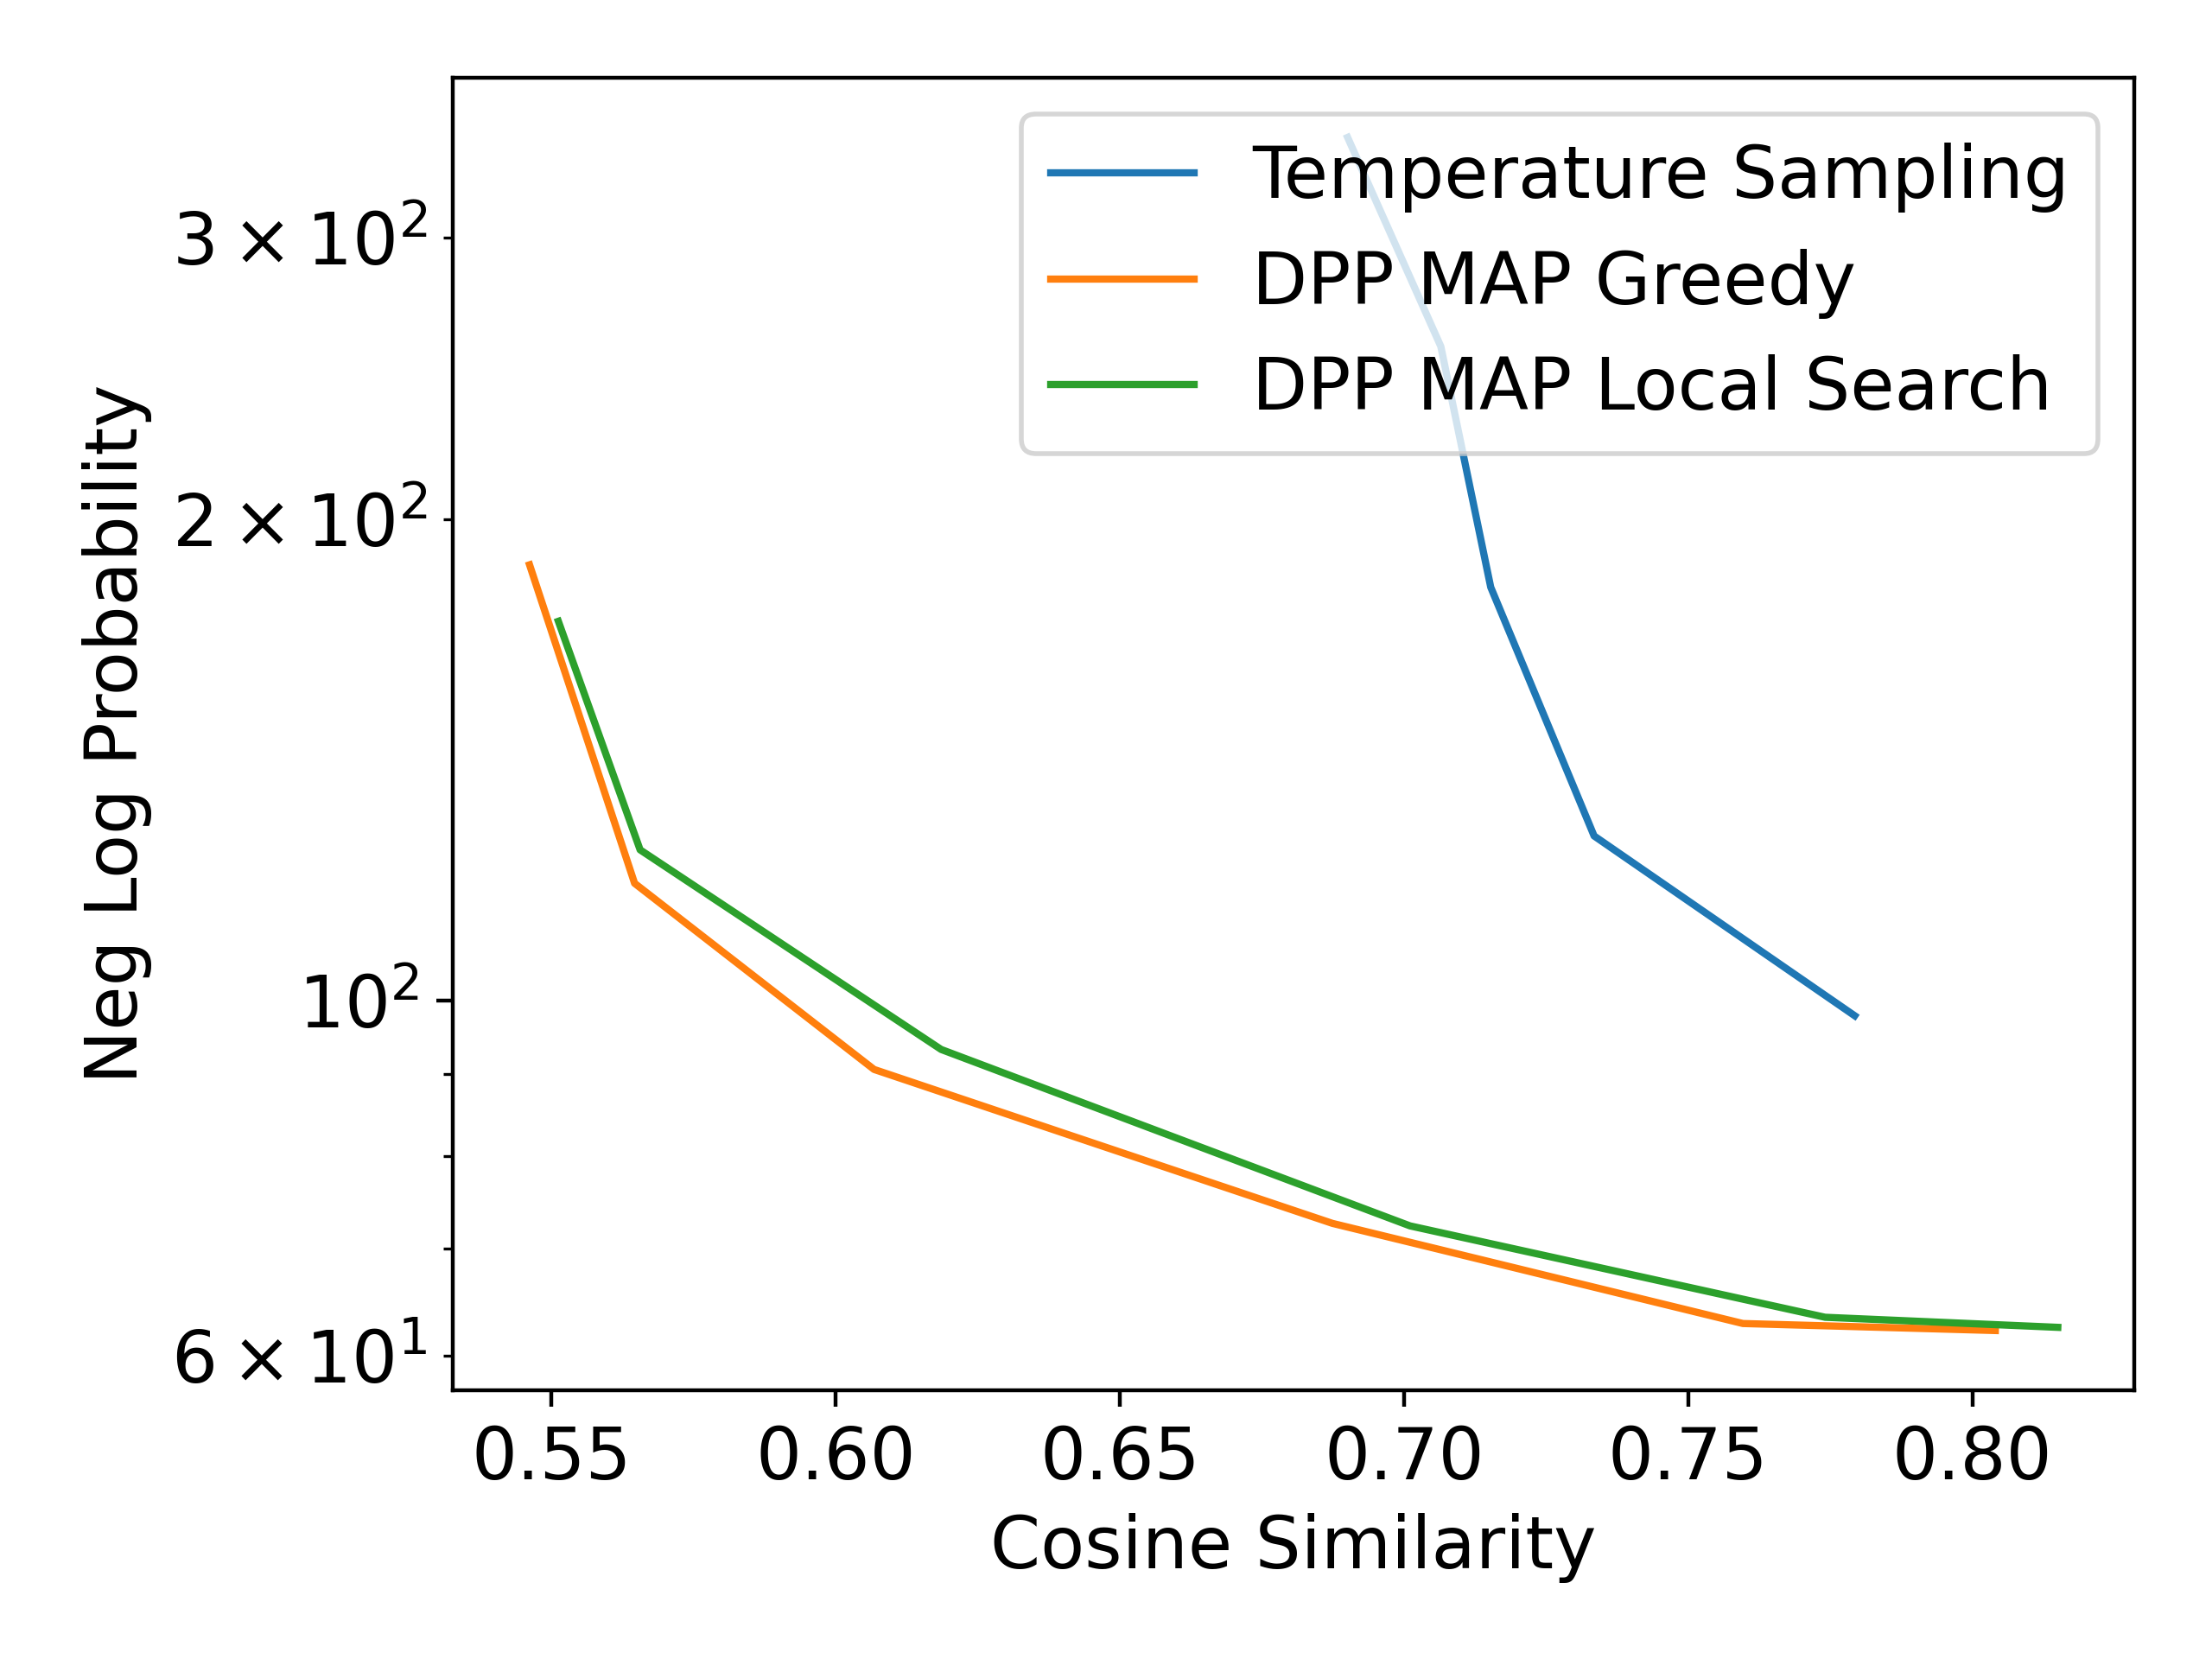 Temperature Sampling
DPP MAP Greedy
DPP MAP Local Search
3 × 10²
2 × 10²
10²
6 × 10¹
Neg Log Probability
0.55 0.60 0.65 0.70 0.75 0.80
Cosine Similarity